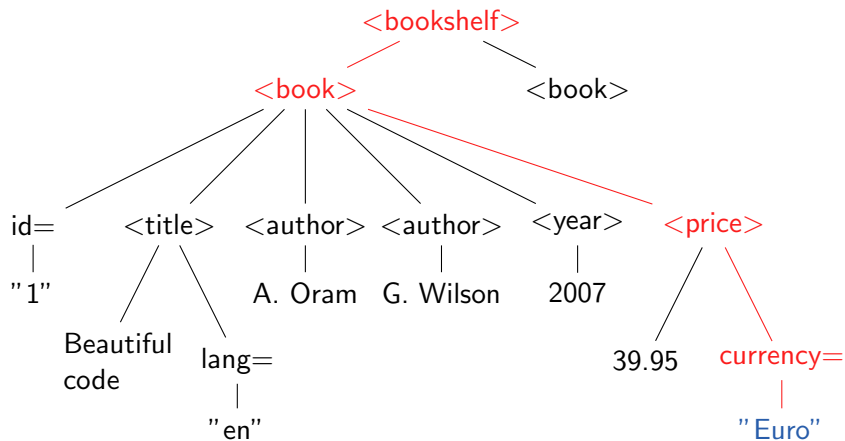 <bookshelf>
<book> <book>
id= <title> <author> <author> <year> <price>
"1" A. Oram G. Wilson 2007
Beautiful
code
lang= 39.95 currency=
"en" "Euro"